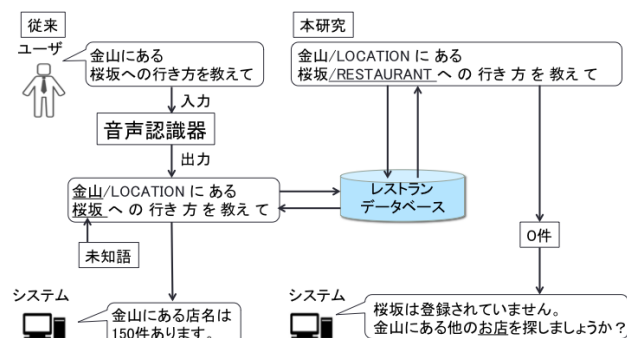 従来
ユーザ
金山にある
桜坂への行き方を教えて
入力
音声認識器
出力
金山/LOCATION に ある
桜坂 へ の 行き 方 を 教え て
未知語
システム
金山にある店名は
150件あります。
レストラン
データベース
本研究
金山/LOCATION に ある
桜坂/RESTAURANT へ の 行き 方 を 教え て
0件
システム
桜坂は登録されていません。
金山にある他のお店を探しましょうか?